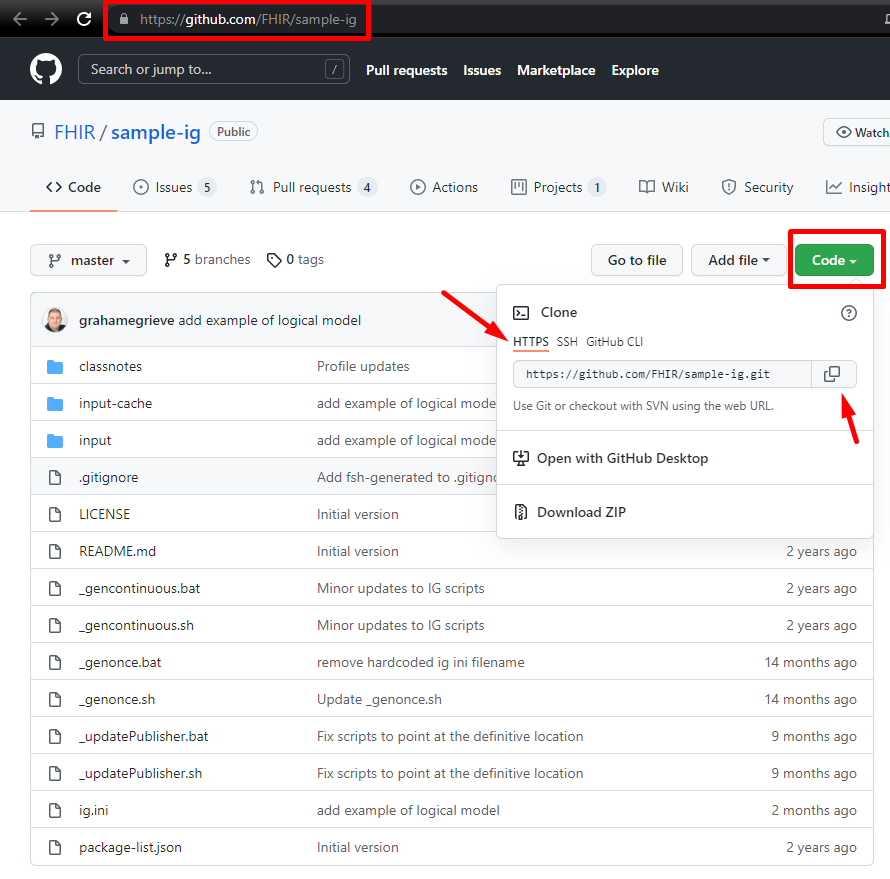 https://github.com/FHIR/sample-ig
Search or jump to... / Pull requests Issues Marketplace Explore
FHIR / sample-ig Public Watch
Code Issues 5 Pull requests 4 Actions Projects 1 Wiki Security Insight
master 5 branches 0 tags Go to file Add file Code
grahamegrieve add example of logical model
Clone
HTTPS SSH GitHub CLI
https://github.com/FHIR/sample-ig.git
Use Git or checkout with SVN using the web URL.
Open with GitHub Desktop
Download ZIP
classnotes Profile updates
input-cache add example of logical mode
input add example of logical mode
.gitignore Add fsh-generated to .gitign
LICENSE Initial version
README.md Initial version 2 years ago
_gencontinuous.bat Minor updates to IG scripts 2 years ago
_gencontinuous.sh Minor updates to IG scripts 2 years ago
_genonce.bat remove hardcoded ig ini filename 14 months ago
_genonce.sh Update _genonce.sh 14 months ago
_updatePublisher.bat Fix scripts to point at the definitive location 9 months ago
_updatePublisher.sh Fix scripts to point at the definitive location 9 months ago
ig.ini add example of logical model 2 months ago
package-list.json Initial version 2 years ago